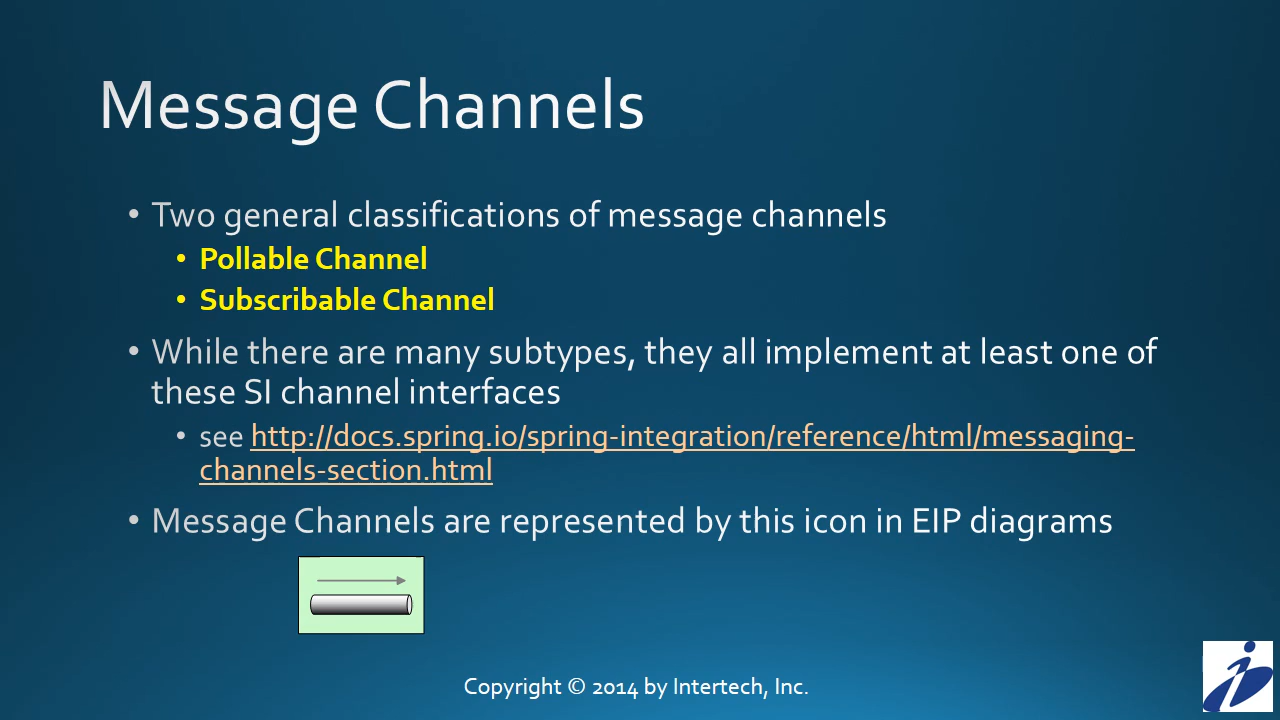 Message Channels
• Two general classifications of message channels
• Pollable Channel
• Subscribable Channel
• While there are many subtypes, they all implement at least one of
these SI channel interfaces
• see http://docs.spring.io/spring-integration/reference/html/messaging-
channels-section.html
• Message Channels are represented by this icon in EIP diagrams
Copyright © 2014 by Intertech, Inc.